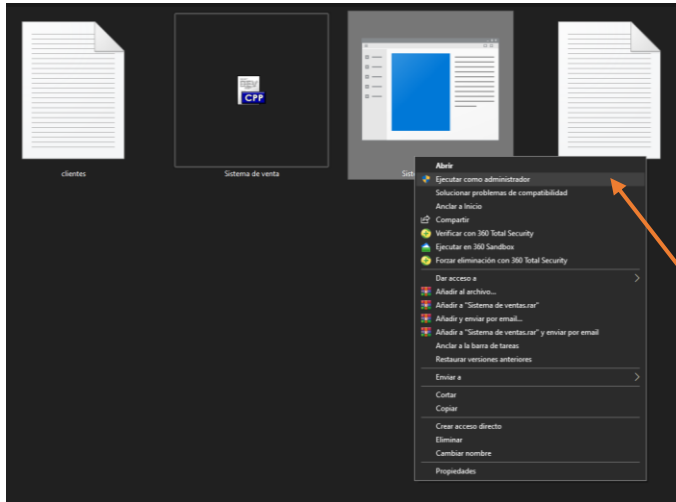 CPP
clientes
Sistema de venta
Abrir
Ejecutar como administrador
Solucionar problemas de compatibilidad
Anclar a Inicio
Compartir
Verificar con 360 Total Security
Ejecutar en 360 Sandbox
Forzar eliminación con 360 Total Security
Dar acceso a
Añadir al archivo...
Añadir a "Sistema de ventas.rar"
Añadir y enviar por email...
Añadir a "Sistema de ventas.rar" y enviar por email
Anclar a la barra de tareas
Restaurar versiones anteriores
Enviar a
Cortar
Copiar
Crear acceso directo
Eliminar
Cambiar nombre
Propiedades